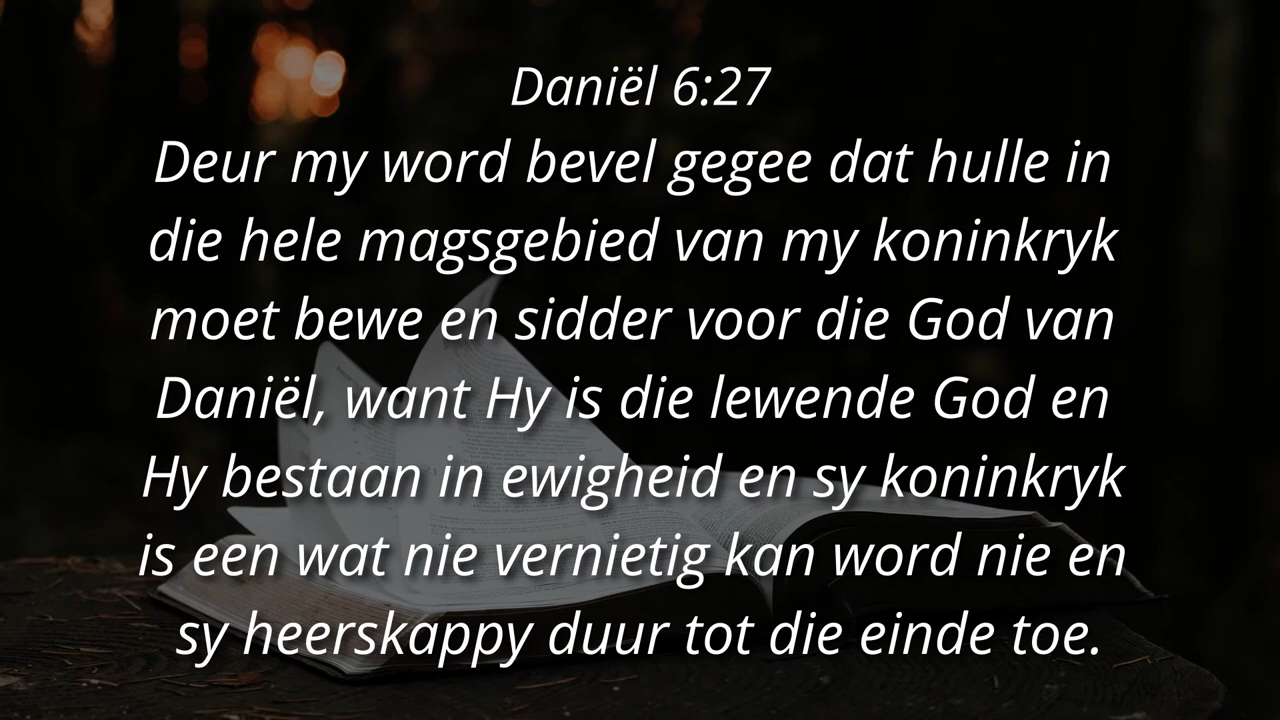 Daniël 6:27
Deur my word bevel gegee dat hulle in
die hele magsgebied van my koninkryk
moet bewe en sidder voor die God van
Daniël, want Hy is die lewende God en
Hy bestaan in ewigheid en sy koninkryk
is een wat nie vernietig kan word nie en
sy heerskappy duur tot die einde toe.